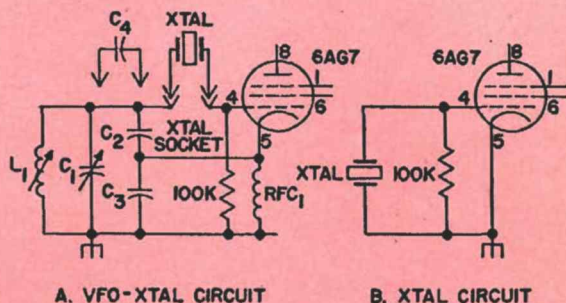 C4
XTAL
8
6AG7
1
4
6
5
C2
XTAL
SOCKET
L1
C1
C3
100K
RFC1
A. VFO-XTAL CIRCUIT
8
6AG7
1
4
6
5
XTAL
100K
B. XTAL CIRCUIT